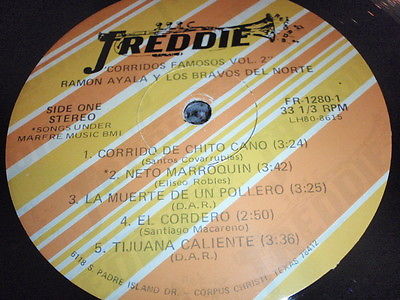 FREDDIE
"CORRIDOS FAMOSOS VOL. 2"
RAMON AYALA Y LOS BRAVOS DEL NORTE
SIDE ONE
STEREO
*SONGS UNDER
MARFRE MUSIC BMI
FR-1280-1
33 1/3 RPM
LH80-8615
1. CORRIDO DE CHITO CANO (3:24)
(Santos Covarrubias)
*2. NETO MARROQUIN (3:42)
(Eliseo Robles)
3. LA MUERTE DE UN POLLERO (3:25)
(D.A.R.)
4. EL CORDERO (2:50)
(Santiago Macareno)
5. TIJUANA CALIENTE (3:36)
(D.A.R.)
6118 S. PADRE ISLAND DR. - CORPUS CHRISTI, TEXAS 78412